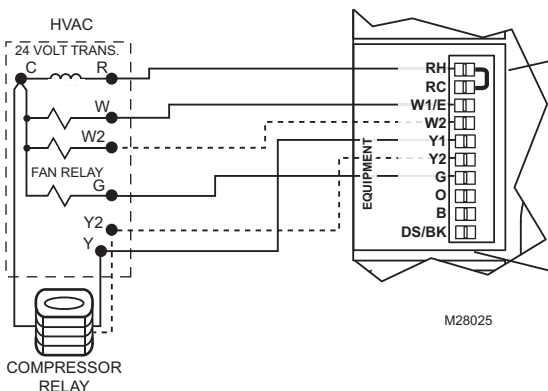 HVAC
24 VOLT TRANS.
C
R
W
W2
FAN RELAY
G
Y2
Y
COMPRESSOR
RELAY
EQUIPMENT
RH
RC
W1/E
W2
Y1
Y2
G
O
B
DS/BK
M28025